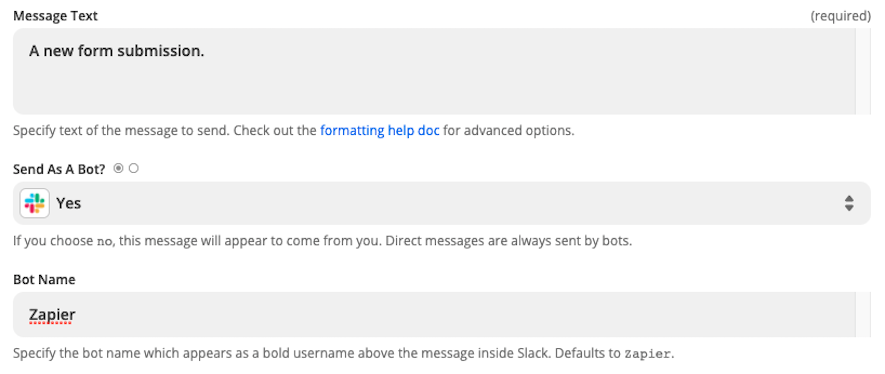 Message Text (required)
A new form submission.
Specify text of the message to send. Check out the formatting help doc for advanced options.
Send As A Bot?
Yes
If you choose no, this message will appear to come from you. Direct messages are always sent by bots.
Bot Name
Zapier
Specify the bot name which appears as a bold username above the message inside Slack. Defaults to Zapier.